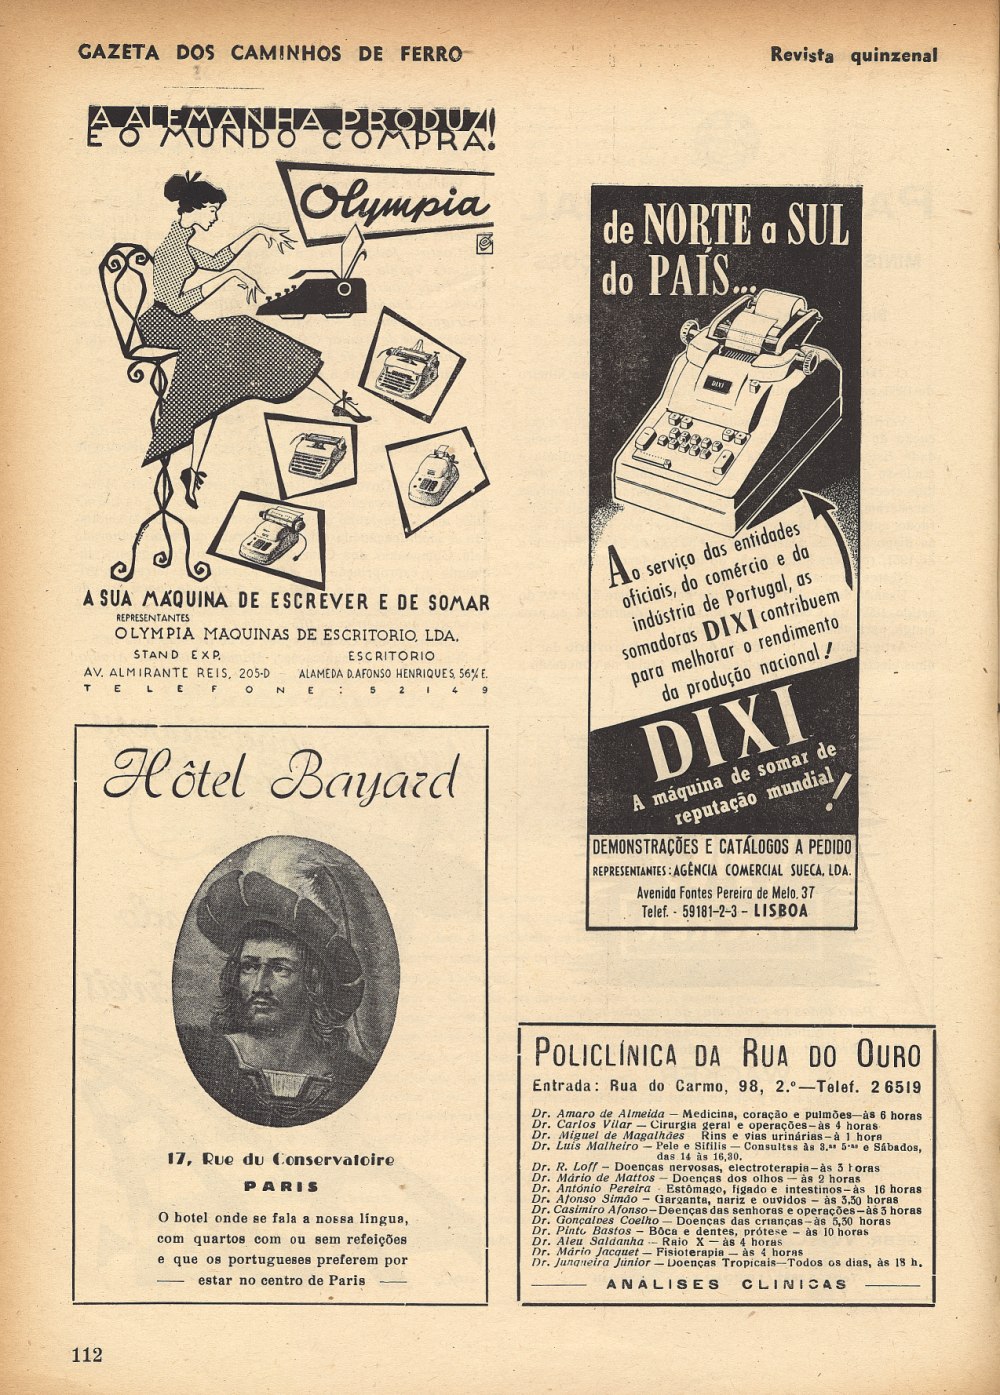 GAZETA DOS CAMINHOS DE FERRO
Revista quinzenal
A ALEMANHA PRODUZ!
E O MUNDO COMPRA!
Olympia
A SUA MÁQUINA DE ESCREVER E DE SOMAR
REPRESENTANTES
OLYMPIA MAQUINAS DE ESCRITORIO, LDA.
STAND EXP. ESCRITORIO
AV. ALMIRANTE REIS, 205-D ALAMEDA D. AFONSO HENRIQUES, 56
TELEFONE: 52149
Hôtel Bayard
17, Rue du Conservatoire
PARIS
O hotel onde se fala a nossa língua,
com quartos com ou sem refeições
e que os portugueses preferem por
estar no centro de Paris
de NORTE a SUL
do PAÍS...
DIXI
Ao serviço das entidades
oficiais, do comércio e da
indústria de Portugal, as
somadoras DIXI contribuem
para melhorar o rendimento
da produção nacional!
DIXI
A máquina de somar de
reputação mundial!
DEMONSTRAÇÕES E CATÁLOGOS A PEDIDO
REPRESENTANTES: AGÊNCIA COMERCIAL SUECA, LDA.
Avenida Fontes Pereira de Melo, 37
Telef. - 59181-2-3 - LISBOA
POLICLÍNICA DA RUA DO OURO
Entrada: Rua do Carmo, 98, 2.º—Telef. 26519
Dr. Amaro de Almeida — Medicina, coração e pulmões—às 6 horas
Dr. Carlos Vilar — Cirurgia geral e operações—às 4 horas
Dr. Miguel de Magalhães Rins e vias urinárias—à 1 hora
Dr. Luís Malheiro — Pele e Sífilis — Consultas às 3.as 5.as e Sábados,
das 14 às 16,30.
Dr. R. Loff — Doenças nervosas, electroterapia—às 3 horas
Dr. Mário de Mattos — Doenças dos olhos — às 2 horas
Dr. António Pereira - Estômago, fígado e intestinos—às 16 horas
Dr. Afonso Simão — Garganta, nariz e ouvidos — às 3,30 horas
Dr. Casimiro Afonso—Doenças das senhoras e operações—às 3 horas
Dr. Gonçalves Coelho — Doenças das crianças—às 5,30 horas
Dr. Pinto Bastos — Bôca e dentes, prótese — às 10 horas
Dr. Aleu Saldanha — Raio X — às 4 horas
Dr. Mário Jacquet — Fisioterapia — às 4 horas
Dr. Junqueira Júnior — Doenças Tropicais—Todos os dias, às 18 h.
ANÁLISES CLINICAS
112